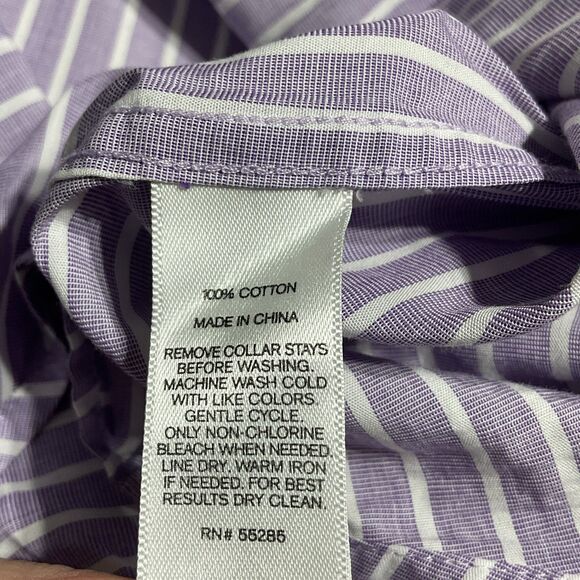 100% COTTON
MADE IN CHINA
REMOVE COLLAR STAYS
BEFORE WASHING.
MACHINE WASH COLD
WITH LIKE COLORS
GENTLE CYCLE.
ONLY NON-CHLORINE
BLEACH WHEN NEEDED.
LINE DRY. WARM IRON
IF NEEDED. FOR BEST
RESULTS DRY CLEAN.
RN# 55285